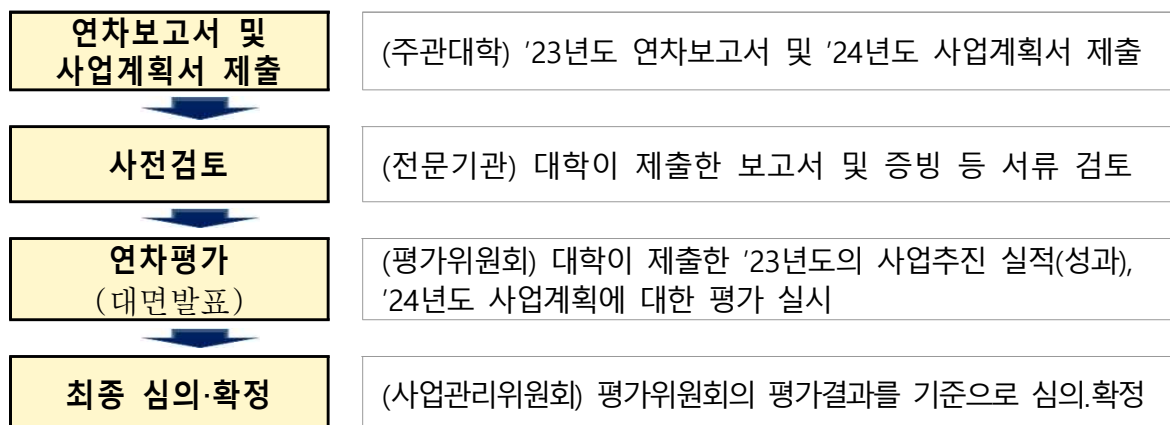 연차보고서 및
사업계획서 제출
(주관대학) ’23년도 연차보고서 및 ’24년도 사업계획서 제출
사전검토
(전문기관) 대학이 제출한 보고서 및 증빙 등 서류 검토
연차평가
(대면발표)
(평가위원회) 대학이 제출한 ’23년도의 사업추진 실적(성과),
’24년도 사업계획에 대한 평가 실시
최종 심의·확정
(사업관리위원회) 평가위원회의 평가결과를 기준으로 심의.확정